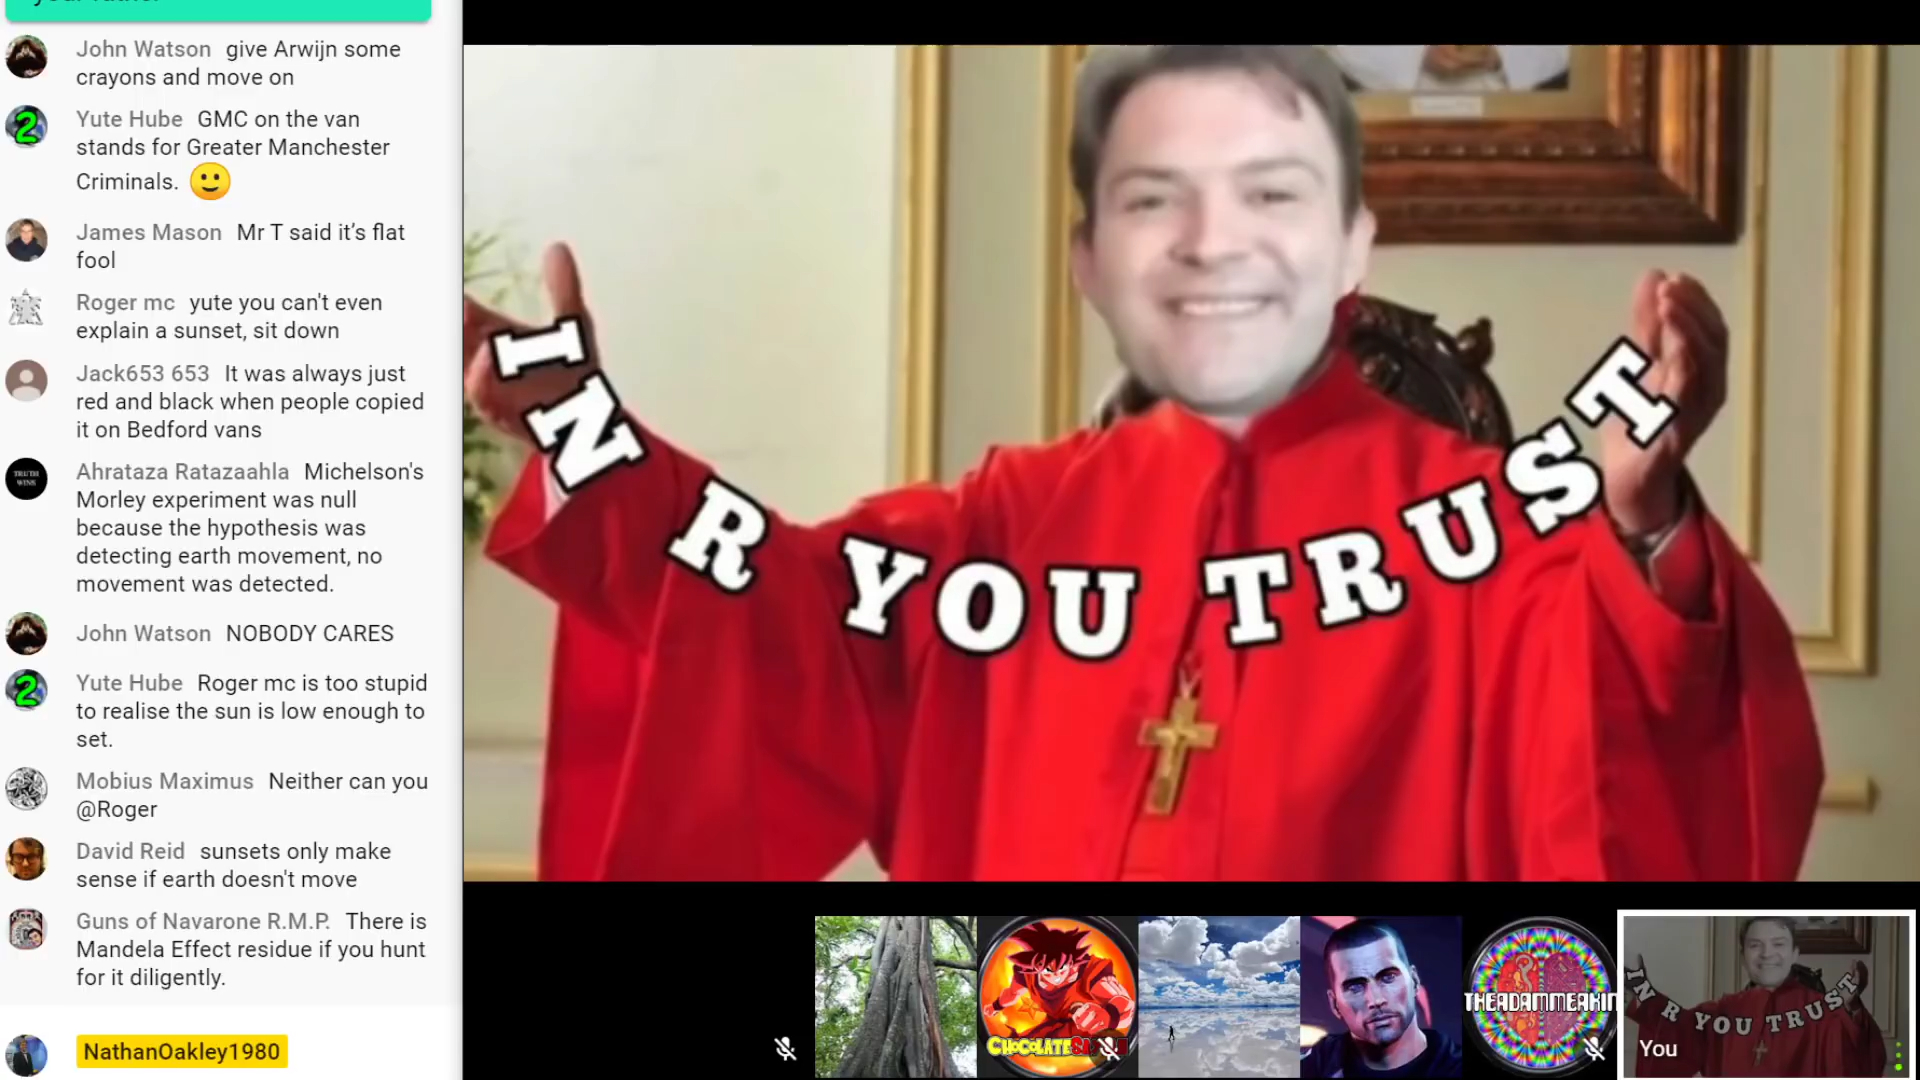 your father
John Watson give Arwijn some
crayons and move on
Yute Hube GMC on the van
stands for Greater Manchester
Criminals.
James Mason Mr T said it’s flat
fool
Roger mc yute you can't even
explain a sunset, sit down
Jack653 653 It was always just
red and black when people copied
it on Bedford vans
TRUTH
WINS
Ahrataza Ratazaahla Michelson's
Morley experiment was null
because the hypothesis was
detecting earth movement, no
movement was detected.
John Watson NOBODY CARES
Yute Hube Roger mc is too stupid
to realise the sun is low enough to
set.
Mobius Maximus Neither can you
@Roger
David Reid sunsets only make
sense if earth doesn't move
Guns of Navarone R.M.P. There is
Mandela Effect residue if you hunt
for it diligently.
NathanOakley1980
IN R YOU TRUST
THEADAMMEAKIN
IN R YOU TRUST
You